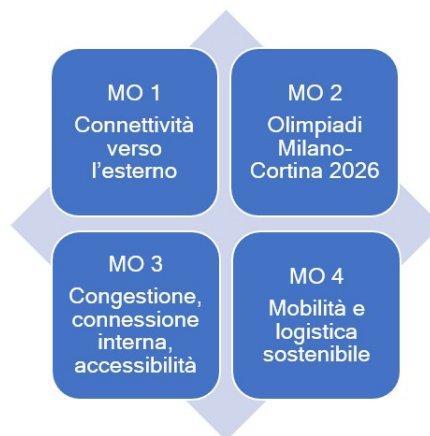 MO 1
Connettività
verso
l’esterno
MO 2
Olimpiadi
Milano-
Cortina 2026
MO 3
Congestione,
connessione
interna,
accessibilità
MO 4
Mobilità e
logistica
sostenibile